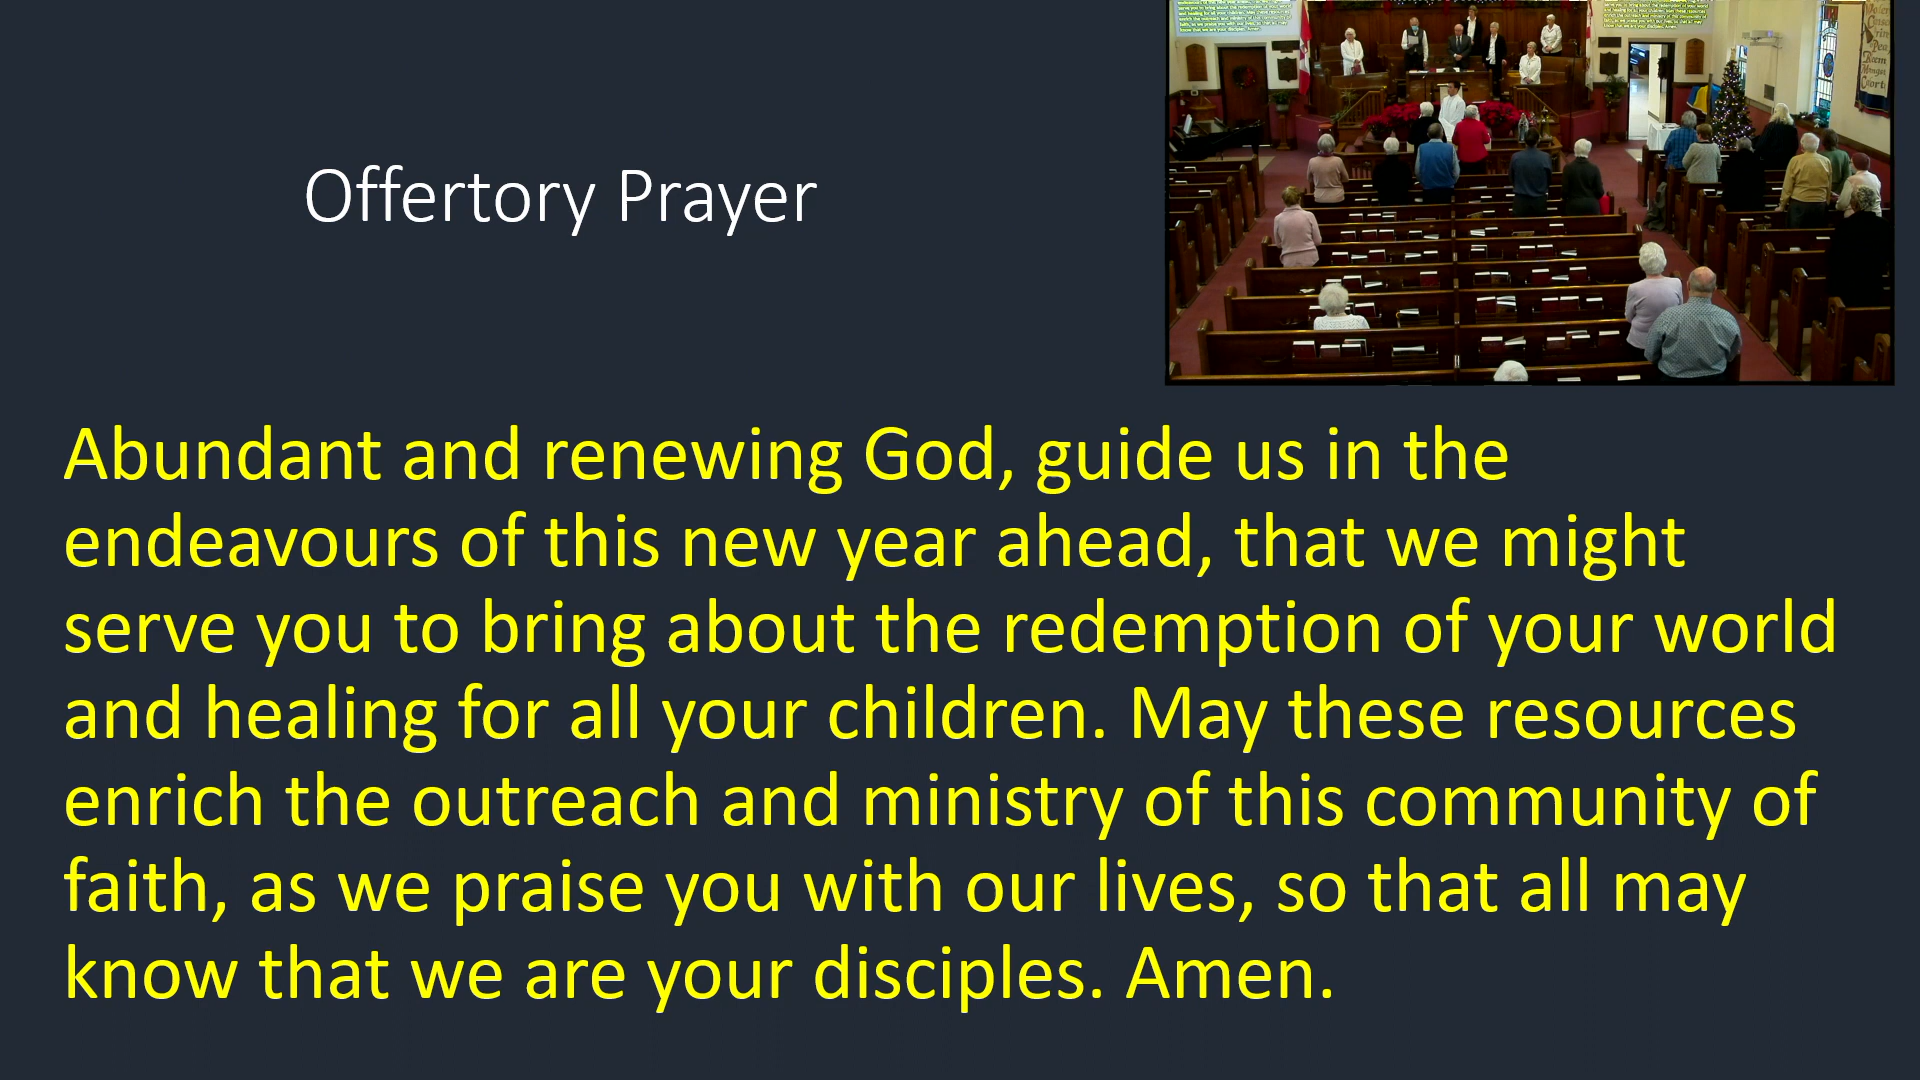 Offertory Prayer
Abundant and renewing God, guide us in the
endeavours of this new year ahead, that we might
serve you to bring about the redemption of your world
and healing for all your children. May these resources
enrich the outreach and ministry of this community of
faith, as we praise you with our lives, so that all may
know that we are your disciples. Amen.